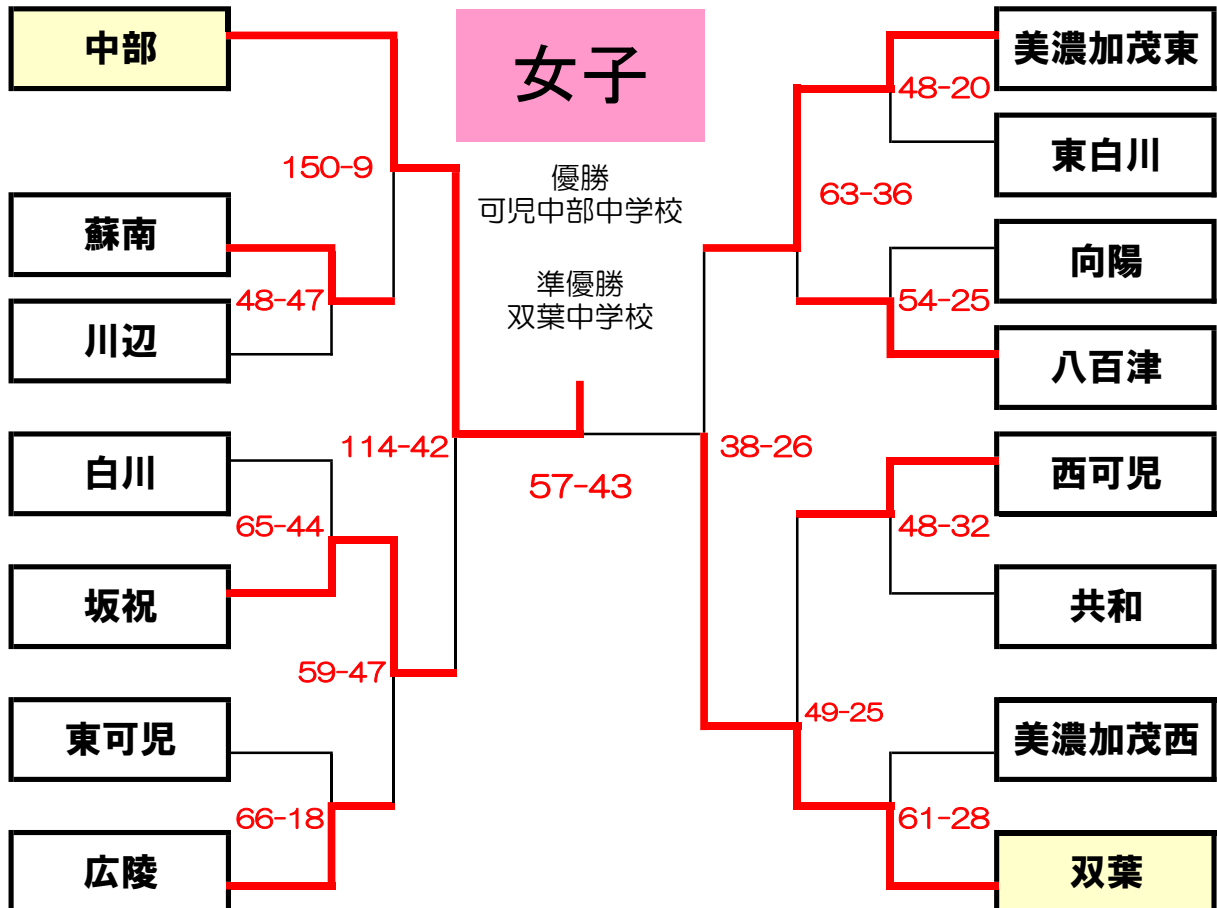 中部
女子
美濃加茂東
48-20
150-9
東白川
優勝
可児中部中学校
63-36
蘇南
向陽
48-47
準優勝
双葉中学校
54-25
川辺
八百津
114-42
38-26
白川
57-43
西可児
65-44
48-32
坂祝
共和
59-47
49-25
東可児
美濃加茂西
66-18
61-28
広陵
双葉